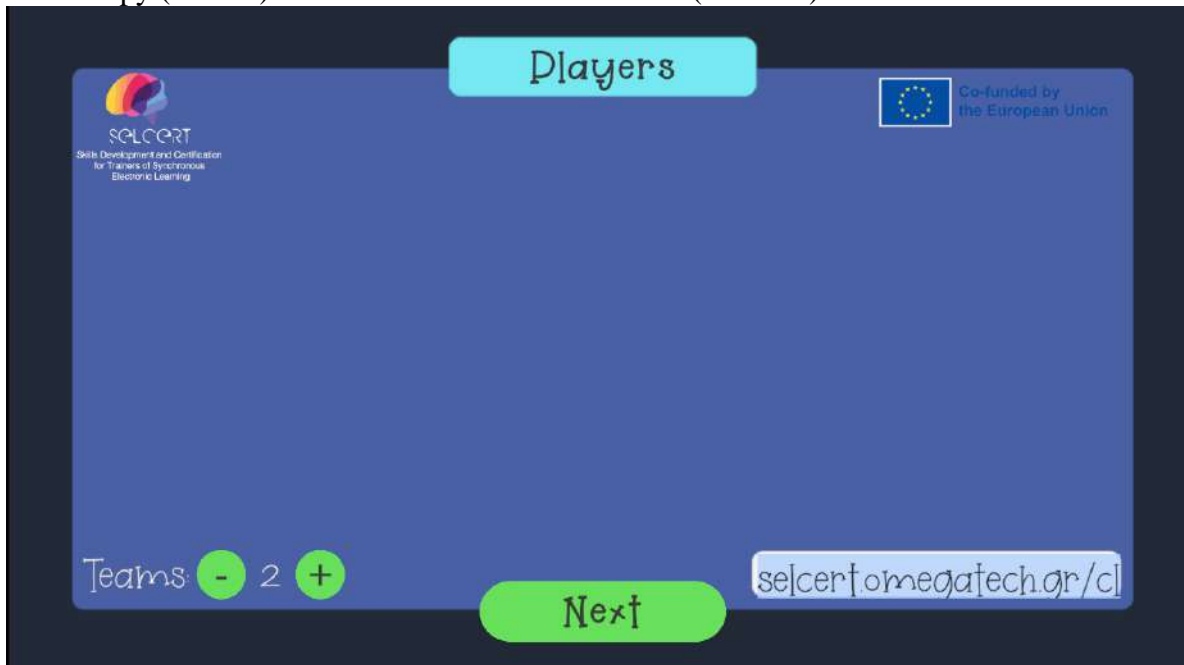 Players
SELCERT
Skills Development and Certification
for Trainers of Synchronous
Electronic Learning
Co-funded by
the European Union
Teams: - 2 +
selcert.omegatech.gr/cl
Next